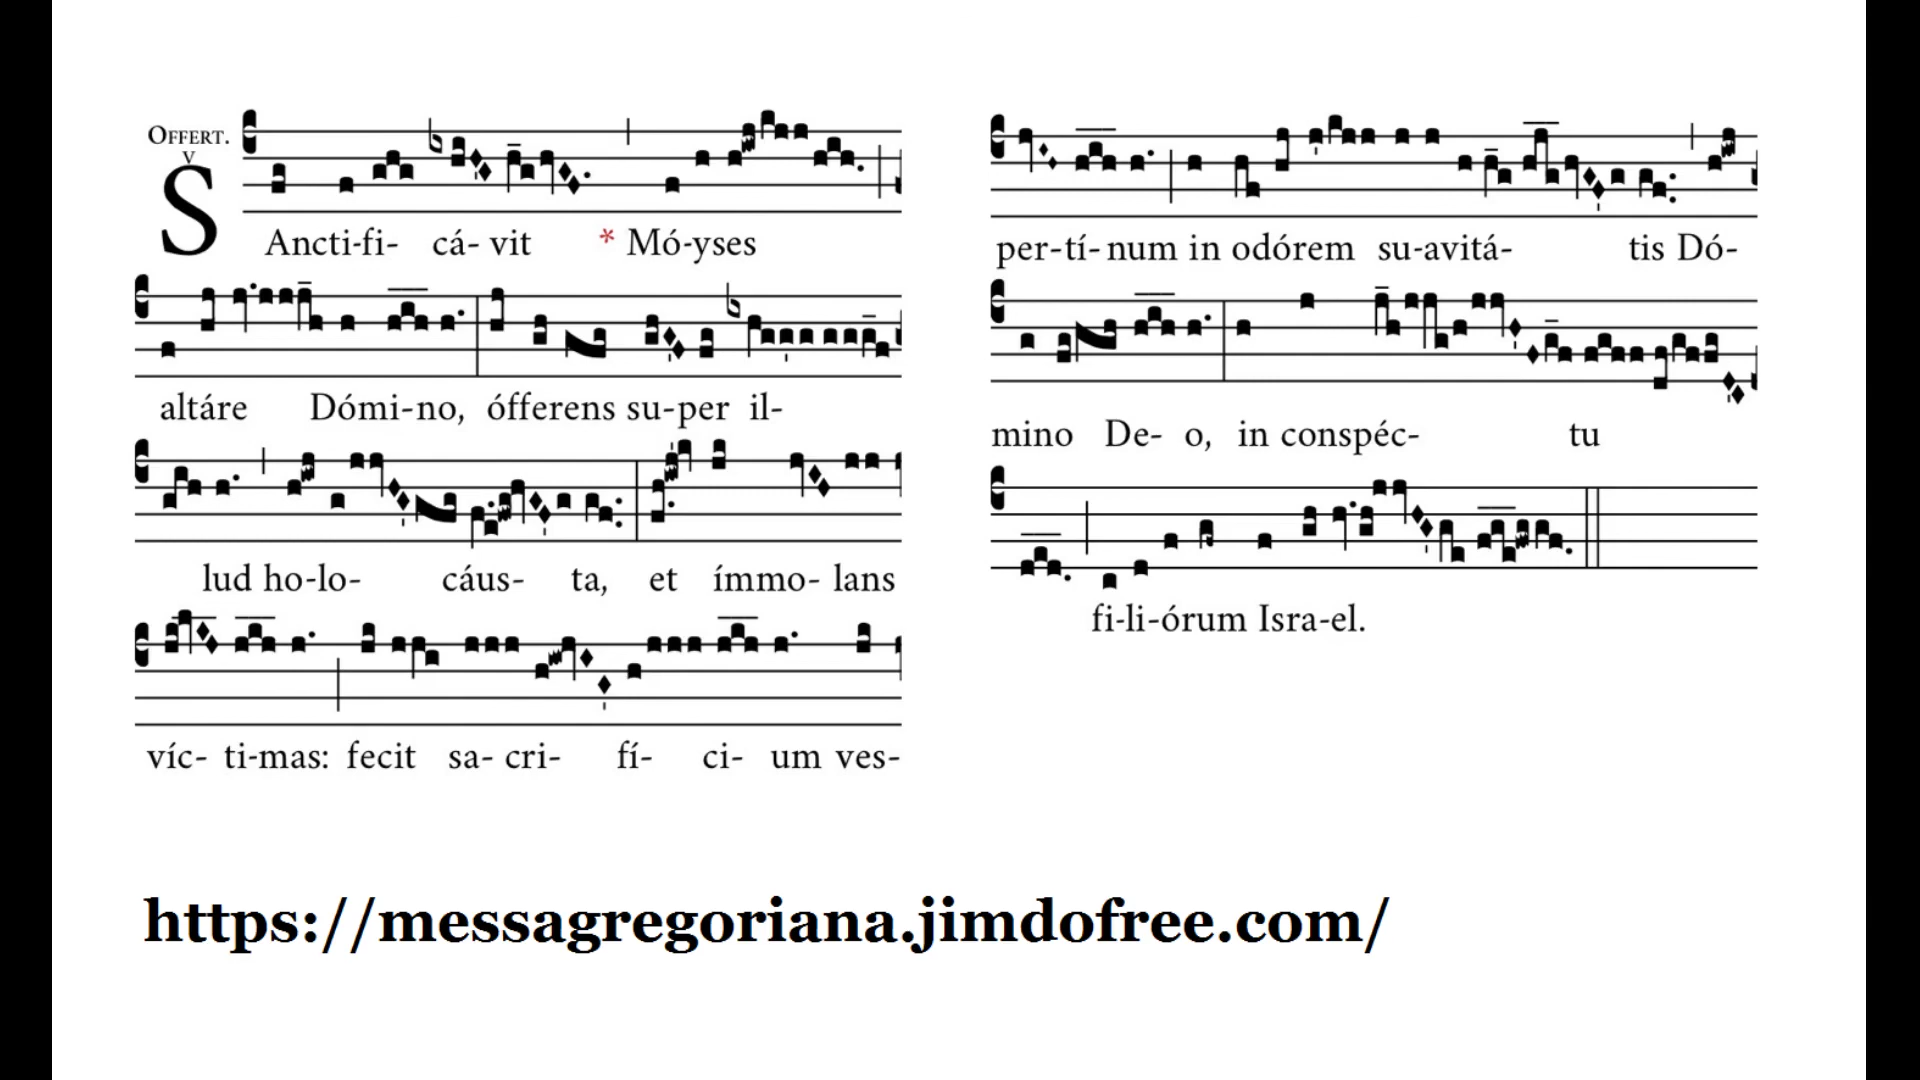 OFFERT.
V
SAncti-fi- cá- vit * Mó-yses
altáre Dómi-no, ófferens su-per il-
lud ho-lo- cáus- ta, et ímmo- lans
víc- ti-mas: fecit sa- cri- fí- ci- um ves-
per-tí-num in odórem su-avitá- tis Dó-
mino De- o, in conspéc- tu
fi-li-órum Isra-el.
https://messagregoriana.jimdofree.com/